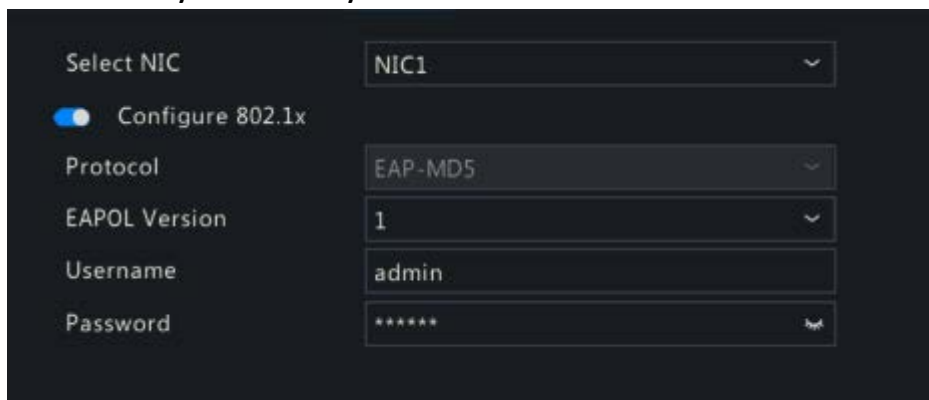 Select NIC NIC1
Configure 802.1x
Protocol EAP-MD5
EAPOL Version 1
Username admin
Password ******